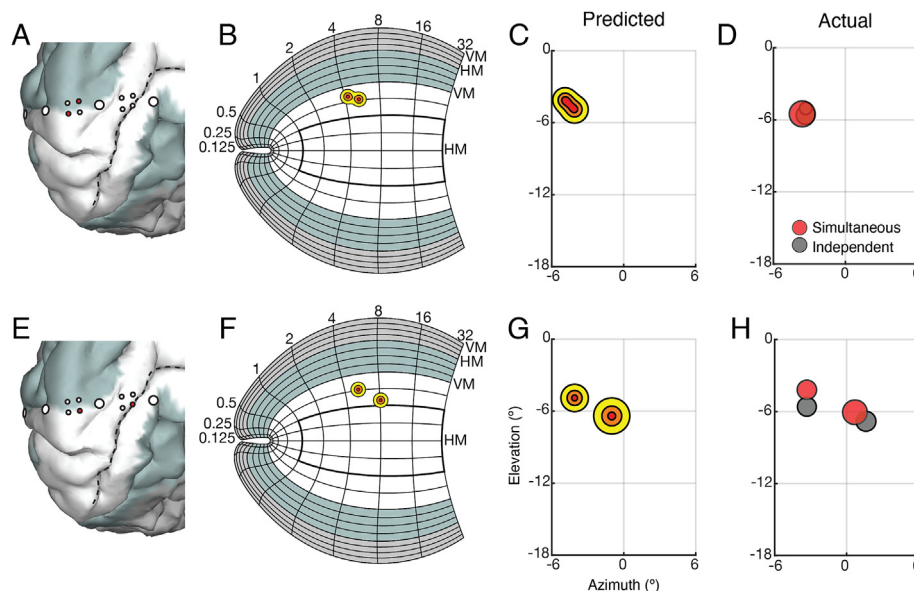 Predicted
Actual
A
B
C
D
0.125
0.25
0.5
1
2
4
8
16
32
VM
HM
VM
HM
0
-6
-12
-18
-6
0
6
0
-6
-12
-18
-6
0
6
Simultaneous
Independent
E
F
G
H
0.125
0.25
0.5
1
2
4
8
16
32
VM
HM
VM
HM
Elevation (°)
0
-6
-12
-18
-6
0
6
Azimuth (°)
0
-6
-12
-18
-6
0
6